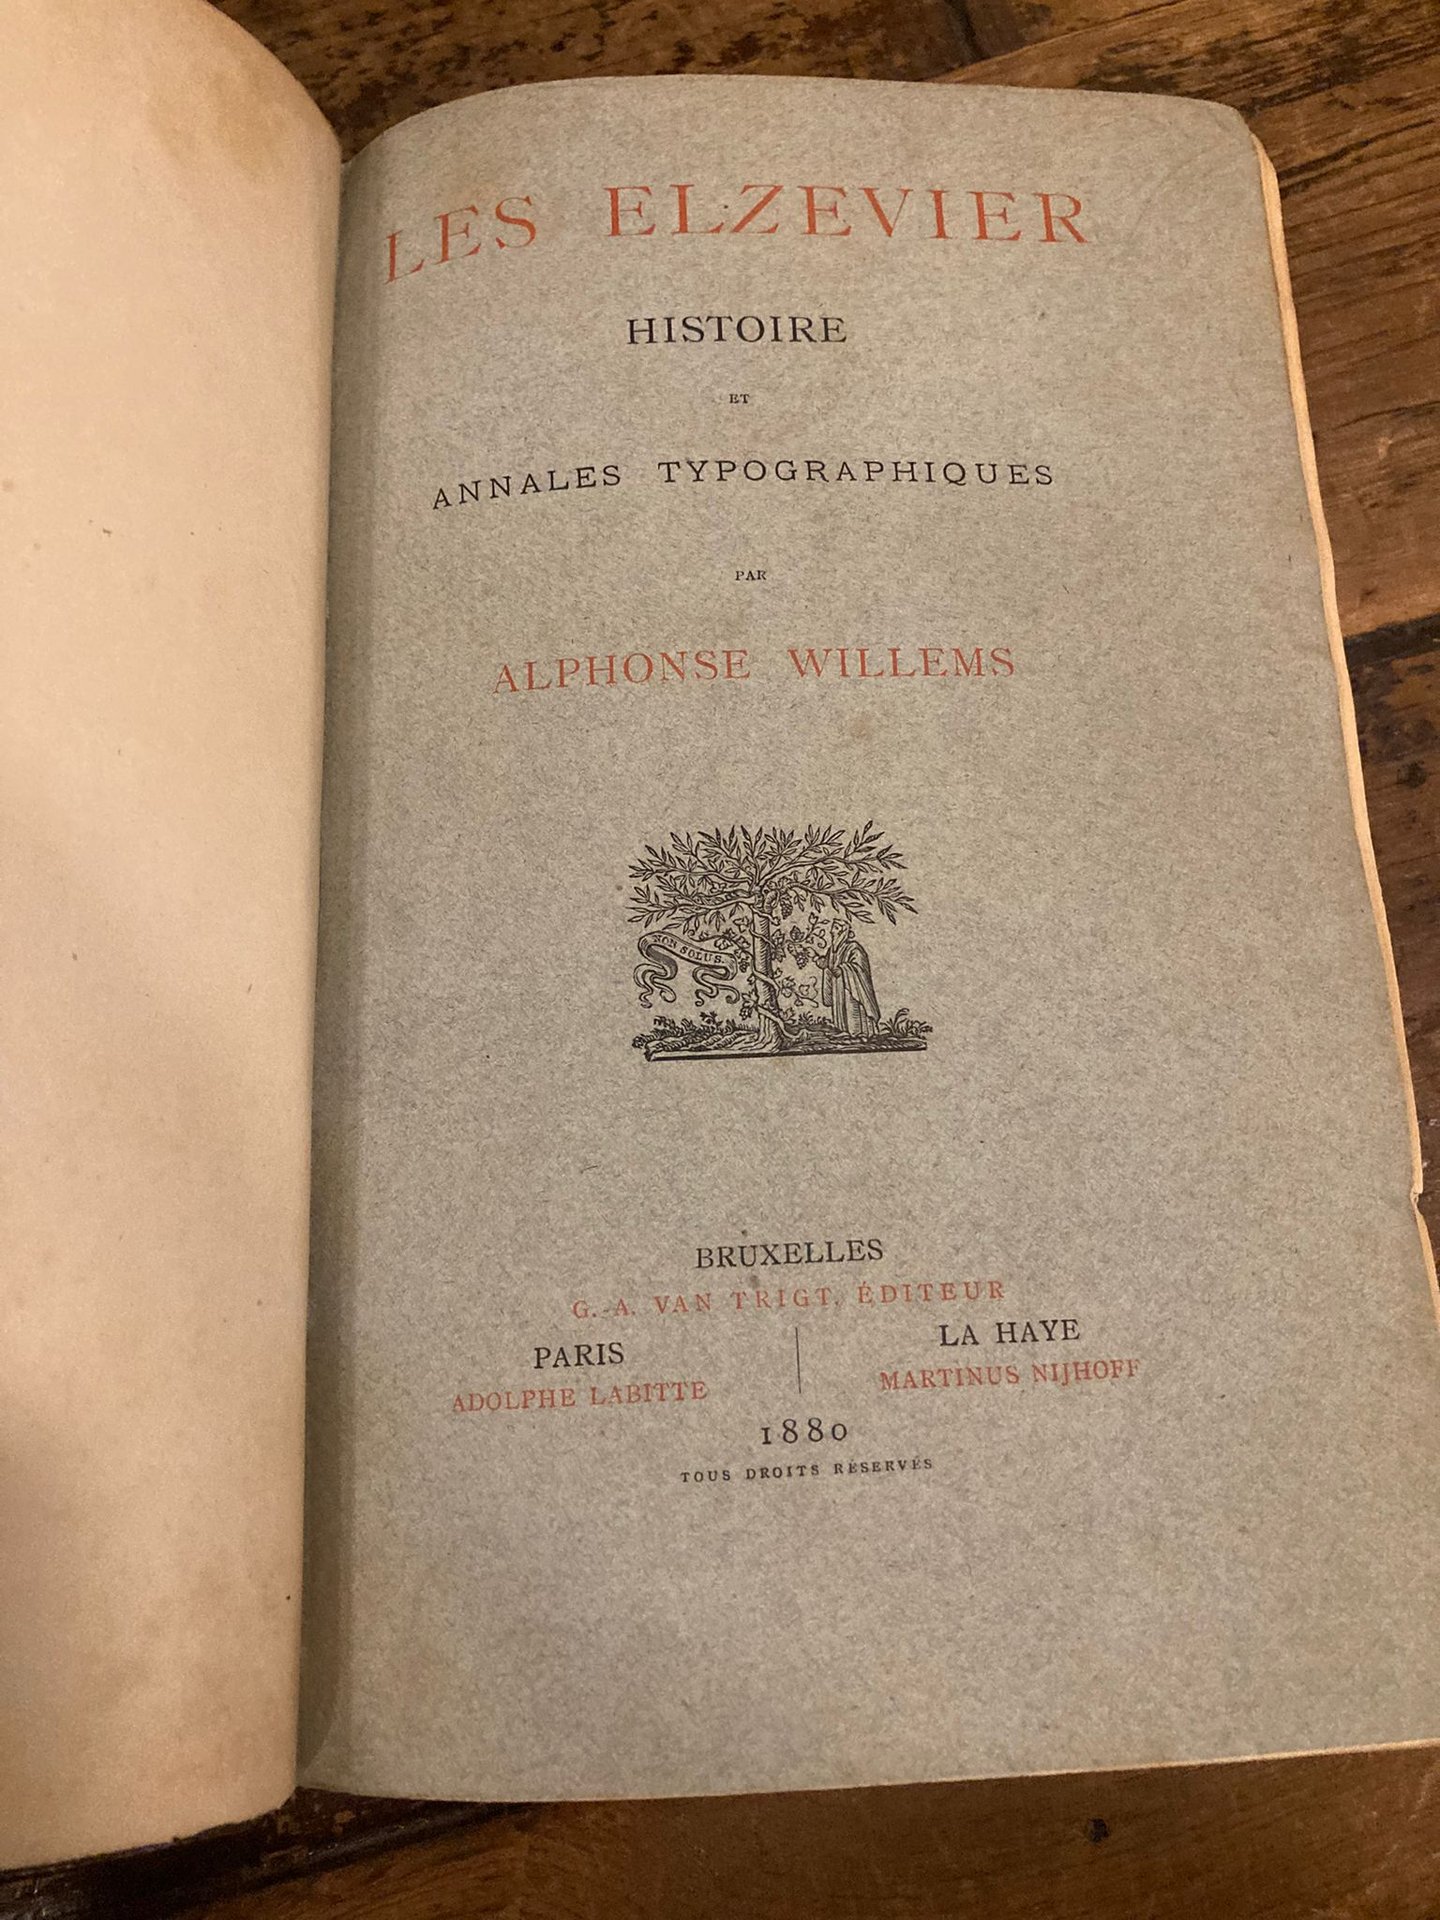 LES ELZEVIER
HISTOIRE
ET
ANNALES TYPOGRAPHIQUES
PAR
ALPHONSE WILLEMS
NON SOLUS.
BRUXELLES
G.-A. VAN TRIGT, ÉDITEUR
PARIS
ADOLPHE LABITTE
LA HAYE
MARTINUS NIJHOFF
1880
TOUS DROITS RÉSERVÉS